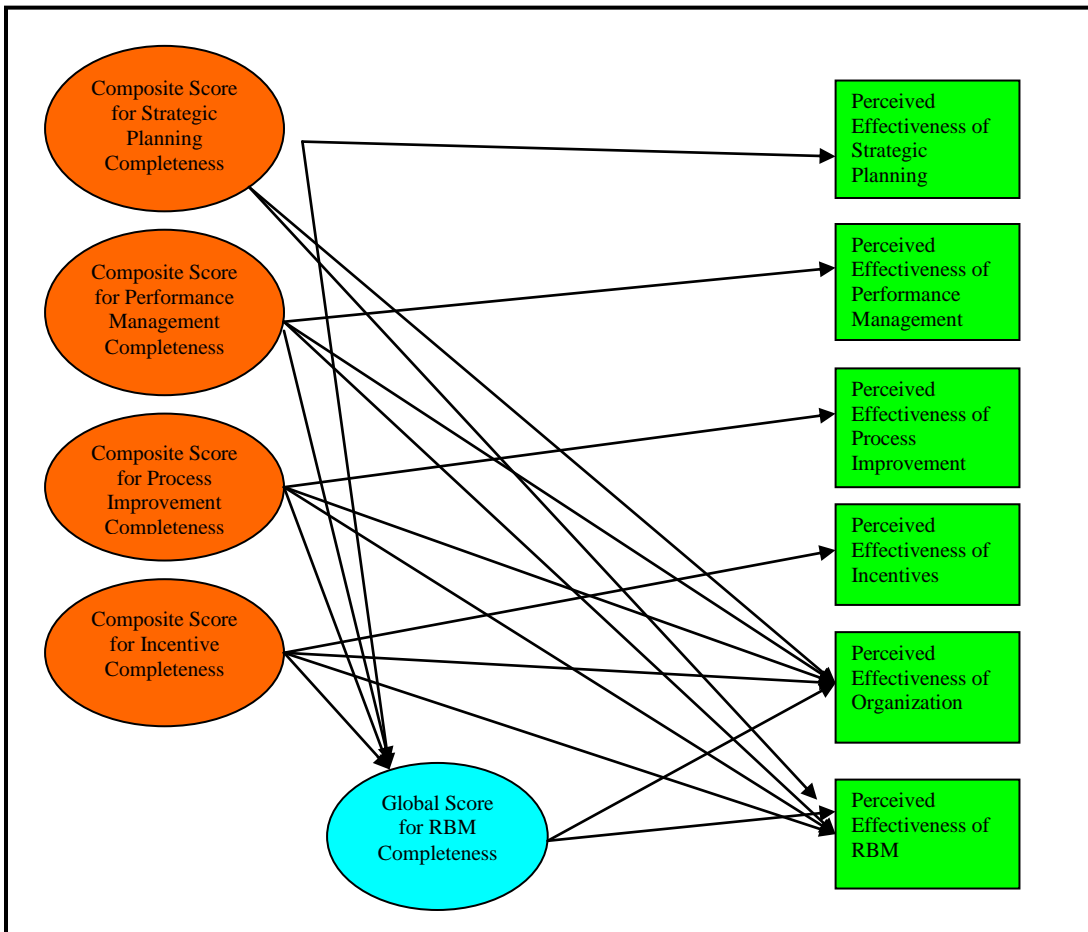 Composite Score
for Strategic
Planning
Completeness
Composite Score
for Performance
Management
Completeness
Composite Score
for Process
Improvement
Completeness
Composite Score
for Incentive
Completeness
Global Score
for RBM
Completeness
Perceived
Effectiveness of
Strategic
Planning
Perceived
Effectiveness of
Performance
Management
Perceived
Effectiveness of
Process
Improvement
Perceived
Effectiveness of
Incentives
Perceived
Effectiveness of
Organization
Perceived
Effectiveness of
RBM